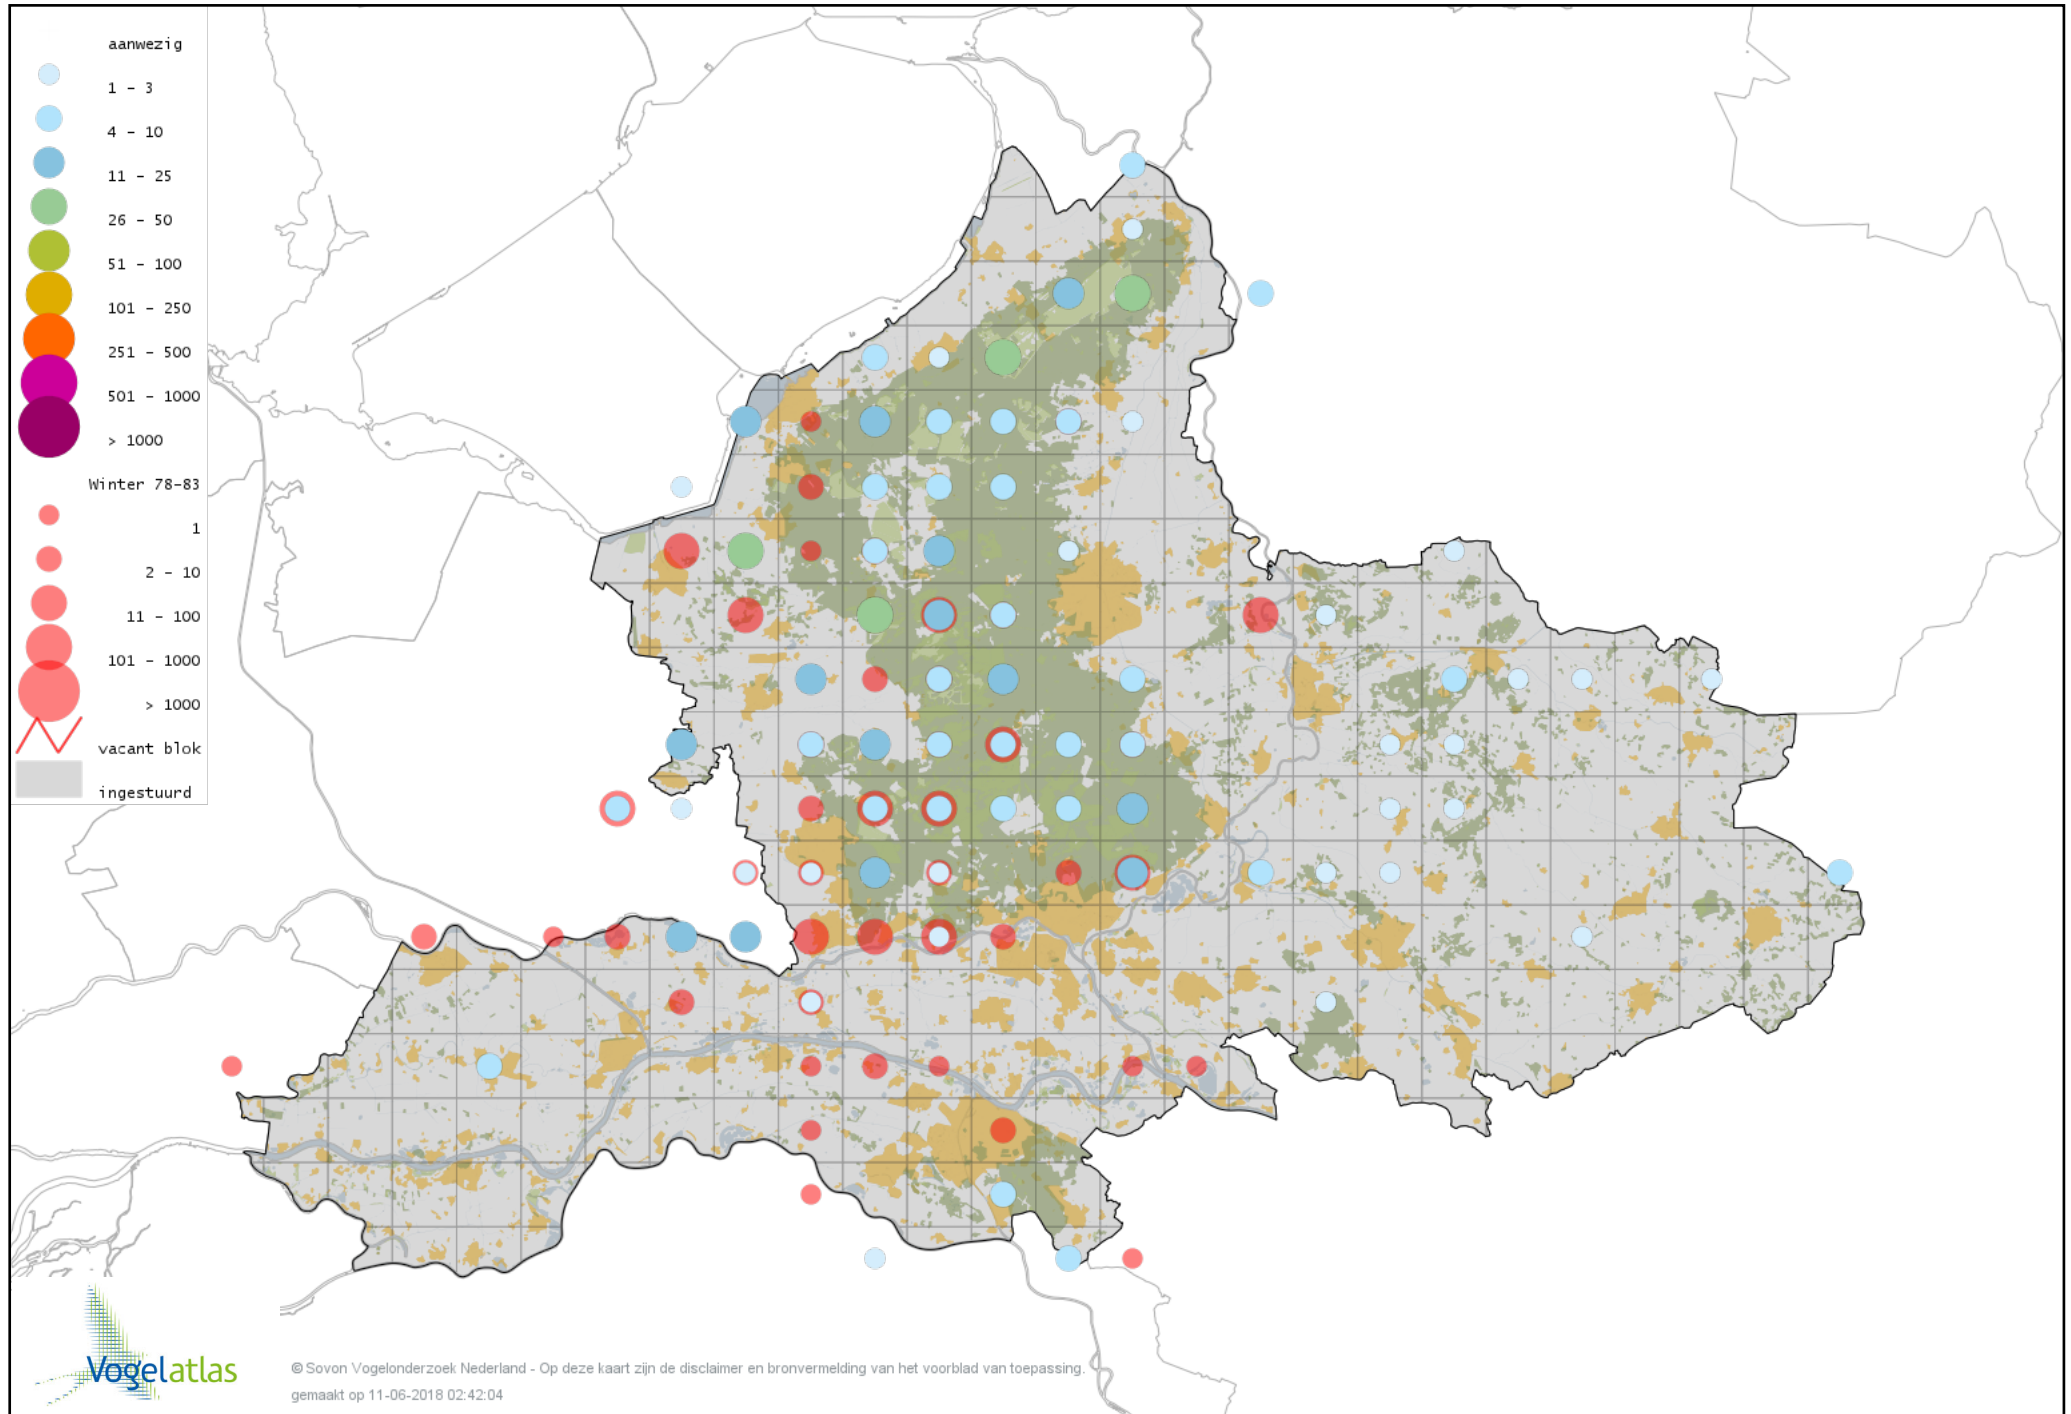 aanwezig
1 - 3
4 - 10
11 - 25
26 - 50
51 - 100
101 - 250
251 - 500
501 - 1000
> 1000
Winter 78-83
1
2 - 10
11 - 100
101 - 1000
> 1000
vacant blok
ingestuurd
Vogelatlas
© Sovon Vogelonderzoek Nederland - Op deze kaart zijn de disclaimer en bronvermelding van het voorblad van toepassing.
gemaakt op 11-06-2018 02:42:04